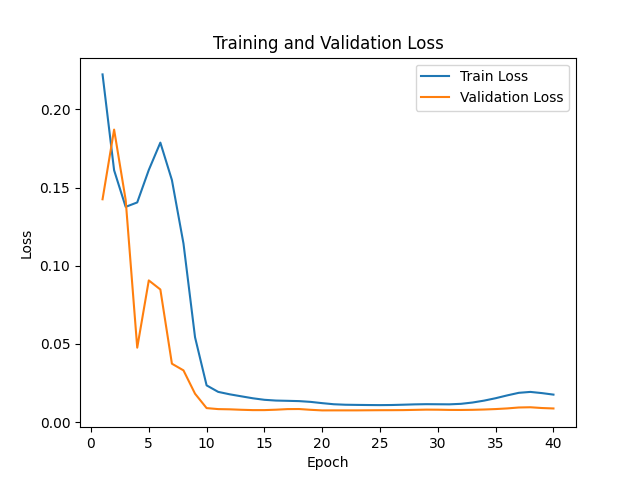 Training and Validation Loss
Train Loss
Validation Loss
0.20
0.15
0.10
0.05
0.00
Loss
0 5 10 15 20 25 30 35 40
Epoch